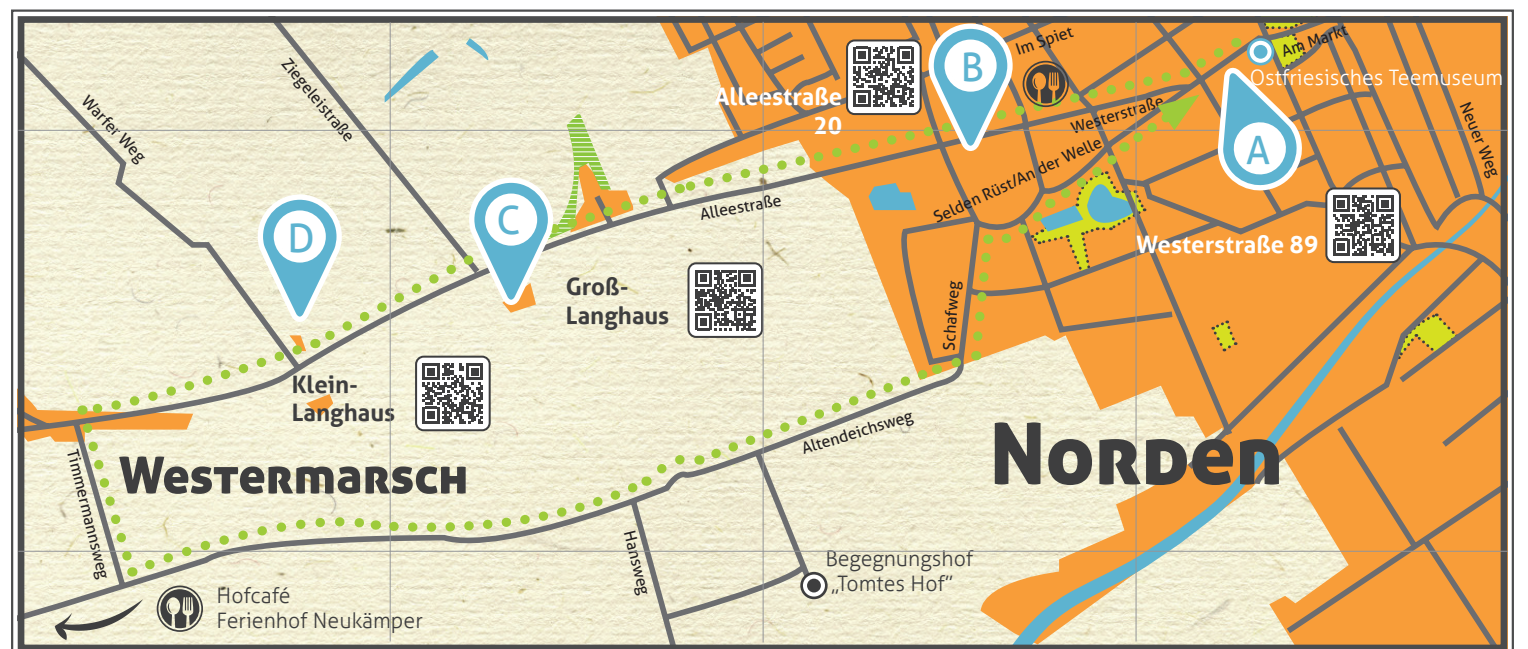 Im Spiet
Am Markt
Ostfriesisches Teemuseum
B
Alleestraße
20
Westerstraße
Neuer Weg
A
Ziegeleistraße
Warfer Weg
Selden Rüst/An der Welle
Alleestraße
C
D
Westerstraße 89
Groß-
Langhaus
Schafweg
Klein-
Langhaus
Altendeichsweg
Norden
Westermarsch
Timmermannsweg
Hansweg
Begegnungshof
„Tomtes Hof“
Hofcafé
Ferienhof Neukämper